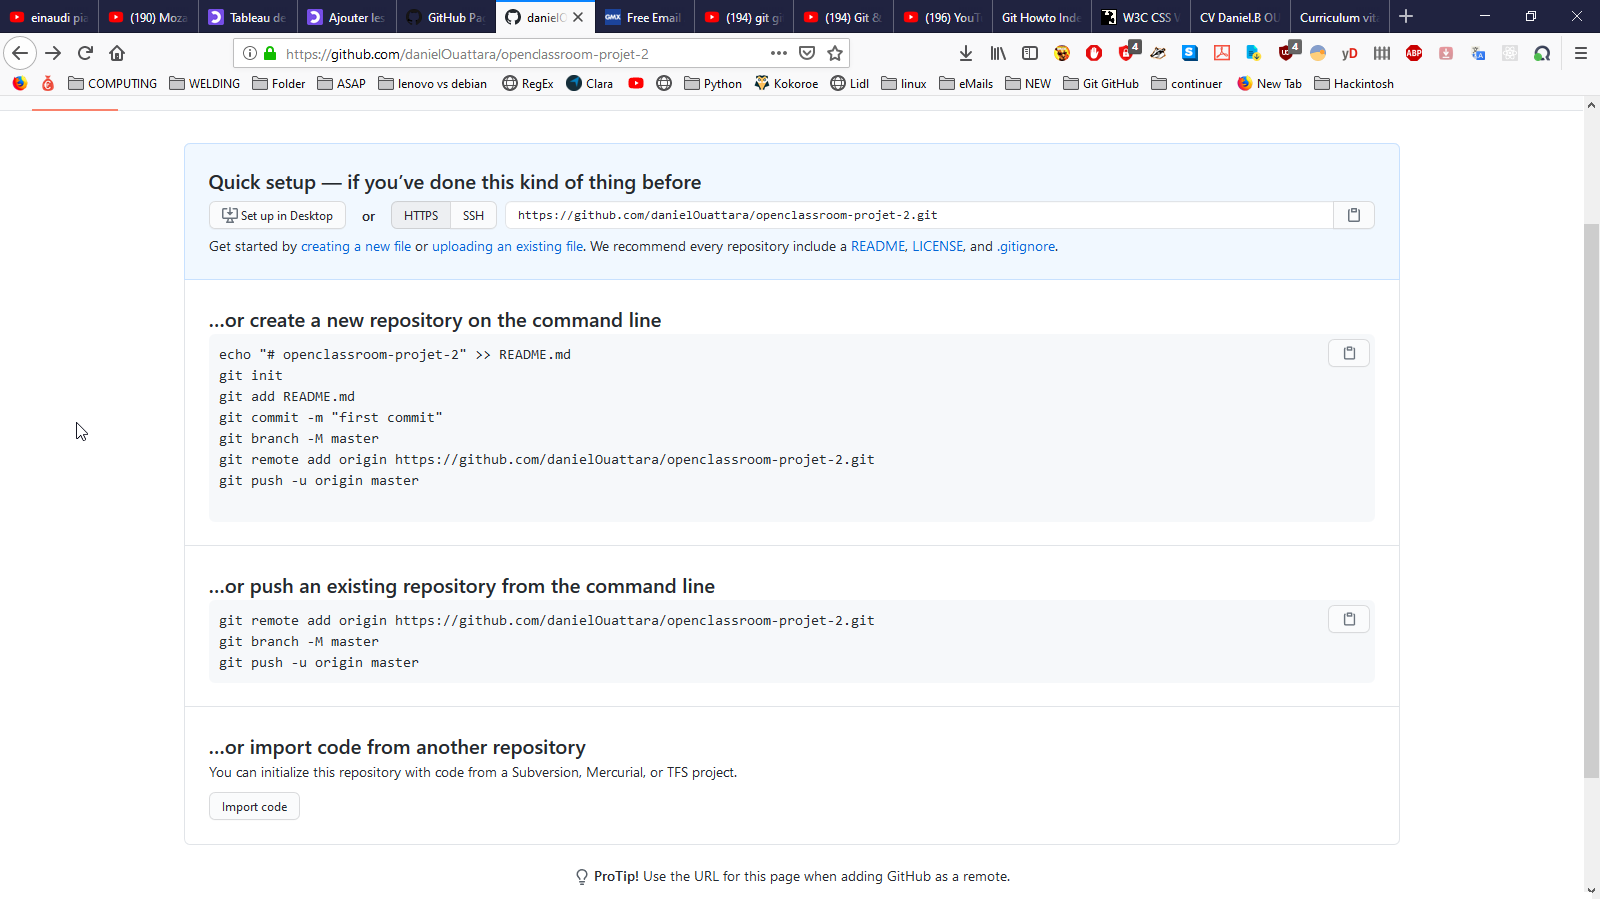 einaudi pia
(190) Moza
Tableau de
Ajouter les
GitHub Pa
danielO
Free Email
(194) git gi
(194) Git &
(196) YouT
Git Howto Inde
W3C CSS V
CV Daniel.B OU
Curriculum vit
https://github.com/danielOuattara/openclassroom-projet-2
COMPUTING
WELDING
Folder
ASAP
lenovo vs debian
RegEx
Clara
Python
Kokoroe
Lidl
linux
eMails
NEW
Git GitHub
continuer
New Tab
Hackintosh
Quick setup — if you’ve done this kind of thing before
Set up in Desktop or HTTPS SSH https://github.com/danielOuattara/openclassroom-projet-2.git
Get started by creating a new file or uploading an existing file. We recommend every repository include a README, LICENSE, and .gitignore.
…or create a new repository on the command line
echo "# openclassroom-projet-2" >> README.md
git init
git add README.md
git commit -m "first commit"
git branch -M master
git remote add origin https://github.com/danielOuattara/openclassroom-projet-2.git
git push -u origin master
…or push an existing repository from the command line
git remote add origin https://github.com/danielOuattara/openclassroom-projet-2.git
git branch -M master
git push -u origin master
…or import code from another repository
You can initialize this repository with code from a Subversion, Mercurial, or TFS project.
Import code
ProTip! Use the URL for this page when adding GitHub as a remote.